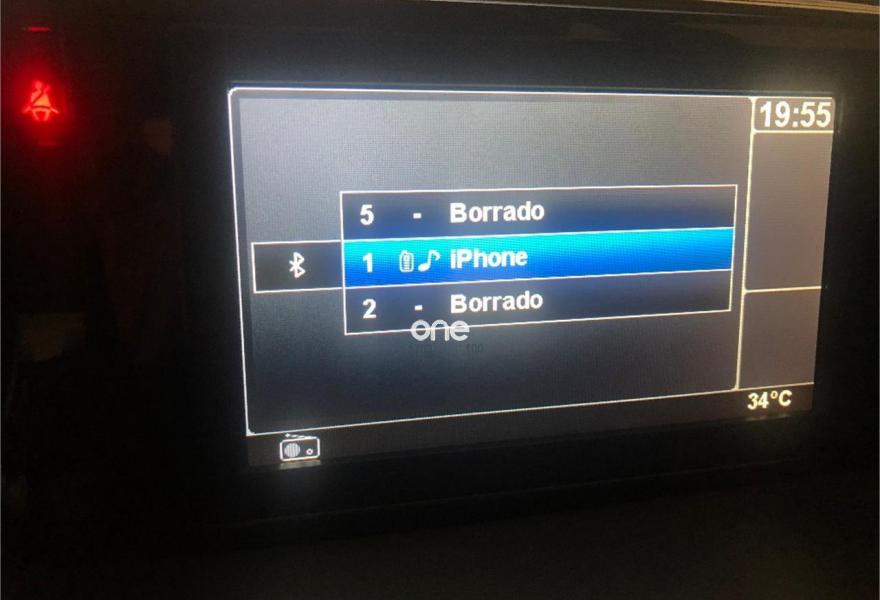 19:55
5 - Borrado
1 iPhone
2 - Borrado
one
34°C